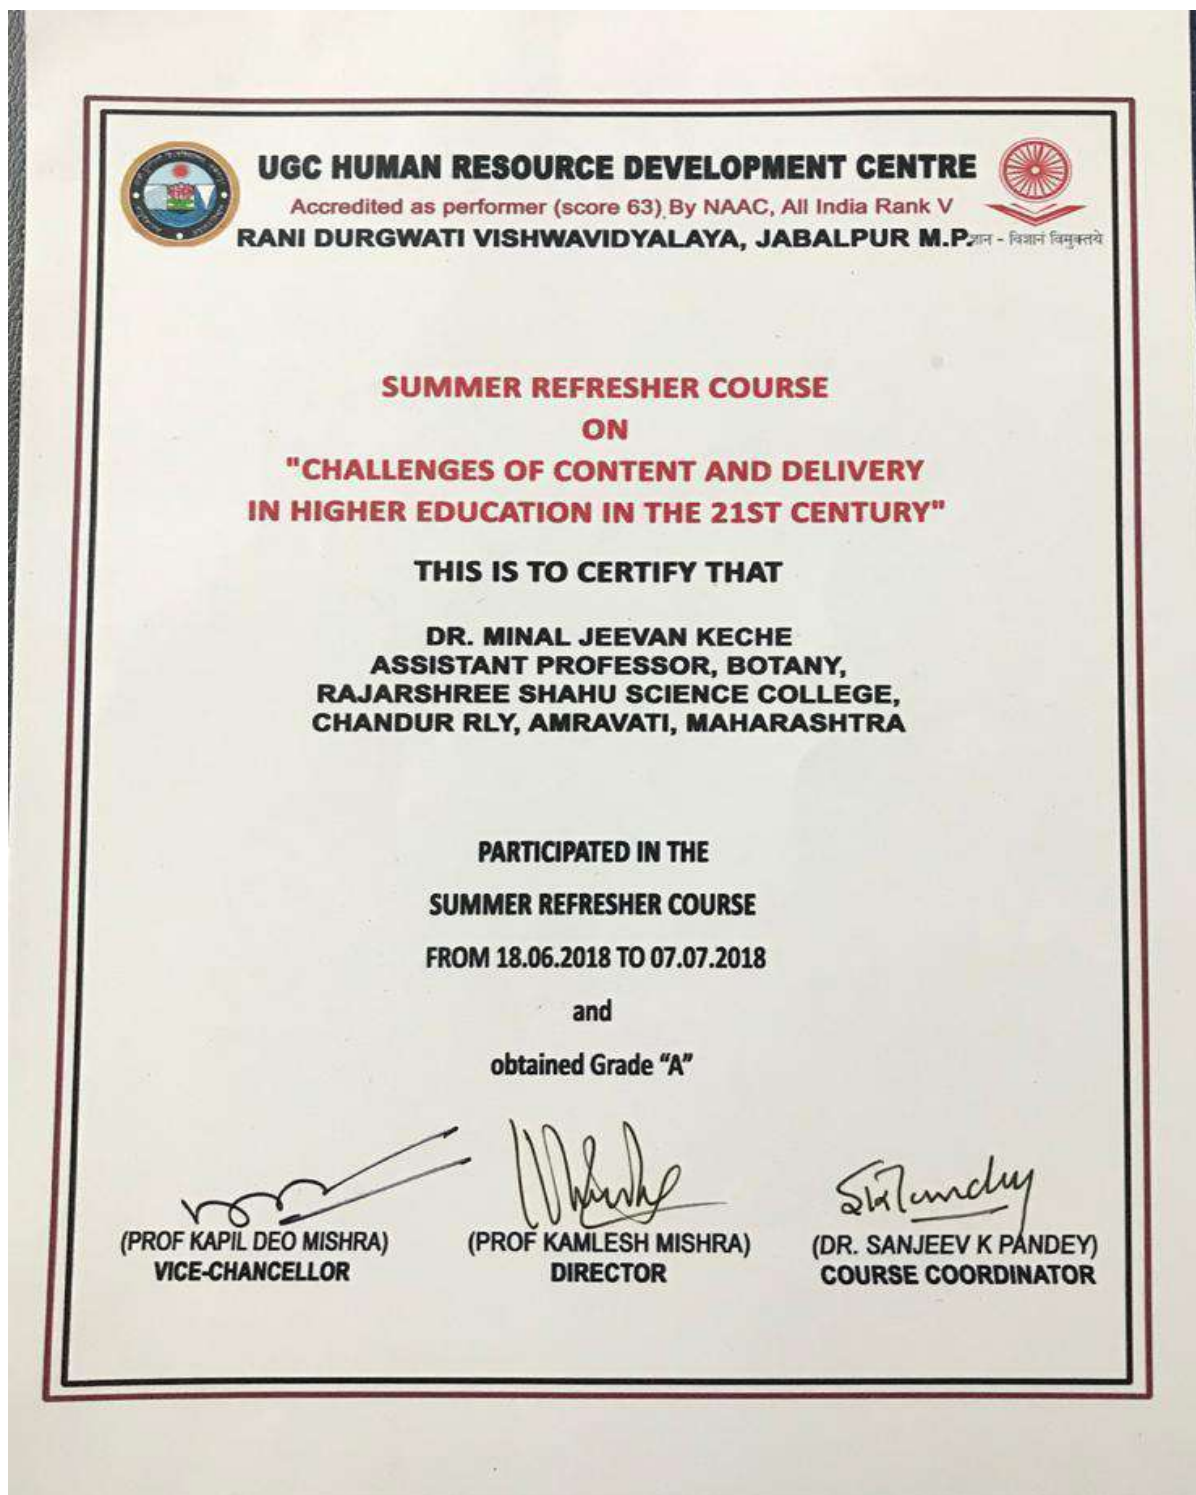 UGC HUMAN RESOURCE DEVELOPMENT CENTRE
Accredited as performer (score 63) By NAAC, All India Rank V
RANI DURGWATI VISHWAVIDYALAYA, JABALPUR M.P.
ज्ञान - विज्ञानं विमुक्तये
SUMMER REFRESHER COURSE
ON
"CHALLENGES OF CONTENT AND DELIVERY
IN HIGHER EDUCATION IN THE 21ST CENTURY"
THIS IS TO CERTIFY THAT
DR. MINAL JEEVAN KECHE
ASSISTANT PROFESSOR, BOTANY,
RAJARSHREE SHAHU SCIENCE COLLEGE,
CHANDUR RLY, AMRAVATI, MAHARASHTRA
PARTICIPATED IN THE
SUMMER REFRESHER COURSE
FROM 18.06.2018 TO 07.07.2018
and
obtained Grade “A”
(PROF KAPIL DEO MISHRA) (PROF KAMLESH MISHRA) (DR. SANJEEV K PANDEY)
VICE-CHANCELLOR DIRECTOR COURSE COORDINATOR